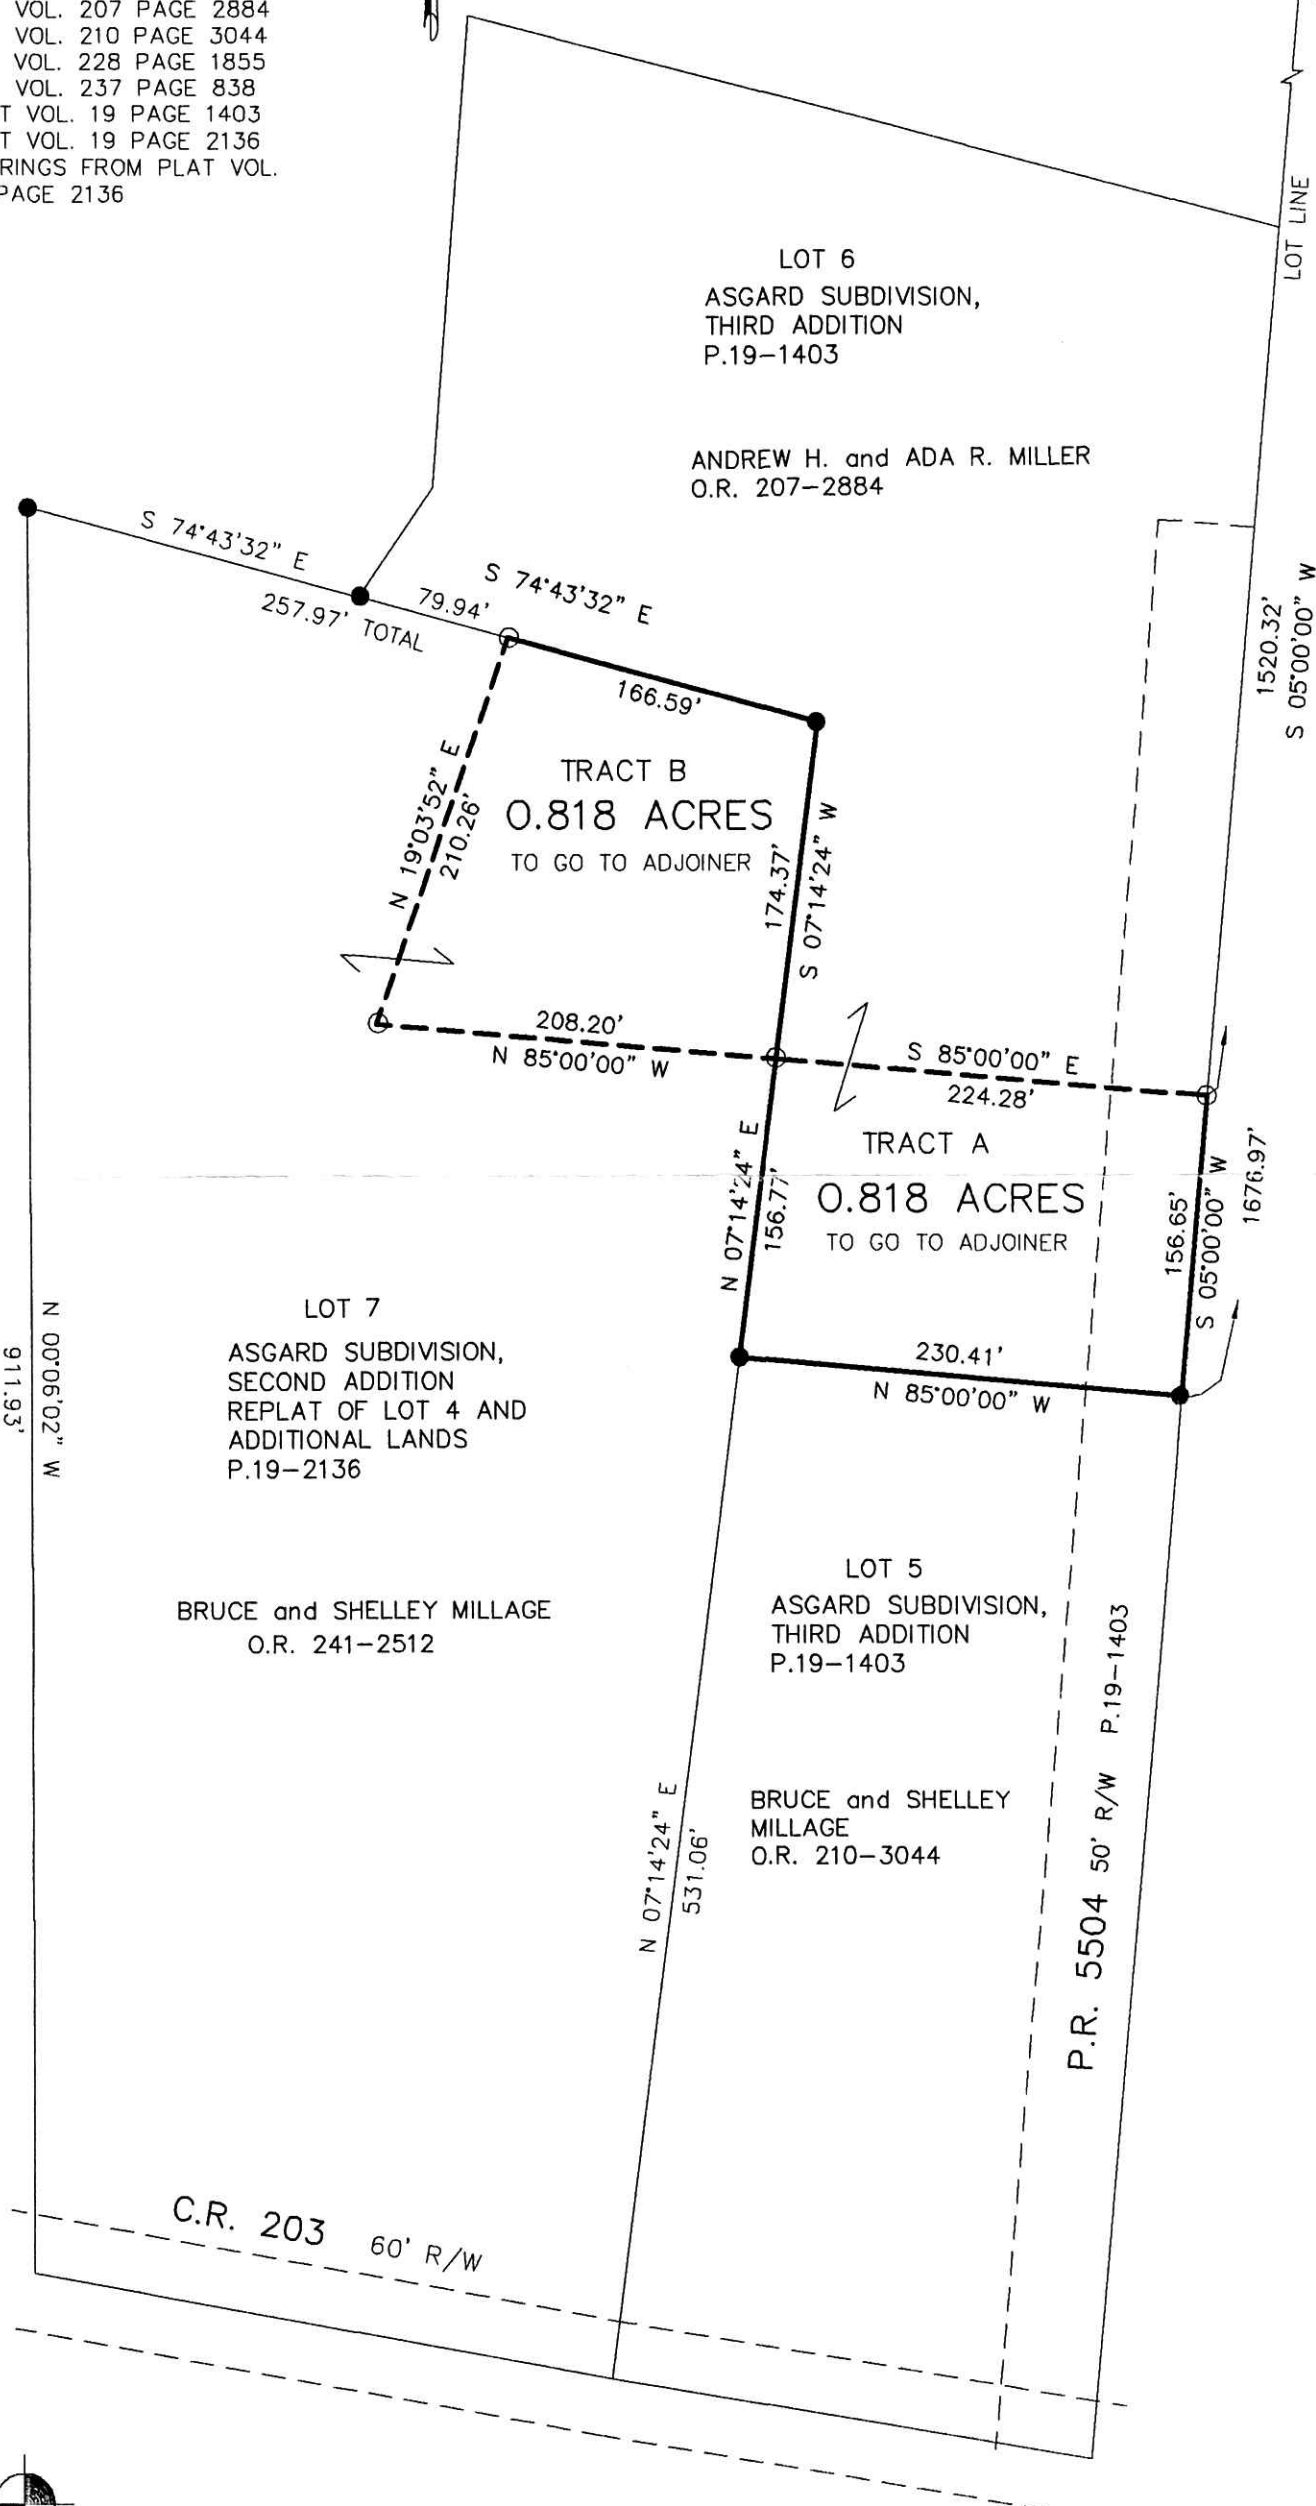 VOL. 207 PAGE 2884
VOL. 210 PAGE 3044
VOL. 228 PAGE 1855
VOL. 237 PAGE 838
T VOL. 19 PAGE 1403
T VOL. 19 PAGE 2136
RINGS FROM PLAT VOL.
PAGE 2136
LOT LINE
LOT 6
ASGARD SUBDIVISION,
THIRD ADDITION
P.19-1403
ANDREW H. and ADA R. MILLER
O.R. 207-2884
S 74°43'32" E
257.97' TOTAL
79.94'
S 74°43'32" E
166.59'
1520.32'
S 05°00'00" W
TRACT B
0.818 ACRES
TO GO TO ADJOINER
N 19°03'52" E
210.26'
174.37'
S 07°14'24" W
208.20'
N 85°00'00" W
S 85°00'00" E
224.28'
TRACT A
0.818 ACRES
TO GO TO ADJOINER
N 07°14'24" E
156.77'
156.65'
S 05°00'00" W
1676.97'
230.41'
N 85°00'00" W
N 00°06'02" W
911.93'
LOT 7
ASGARD SUBDIVISION,
SECOND ADDITION
REPLAT OF LOT 4 AND
ADDITIONAL LANDS
P.19-2136
BRUCE and SHELLEY MILLAGE
O.R. 241-2512
LOT 5
ASGARD SUBDIVISION,
THIRD ADDITION
P.19-1403
BRUCE and SHELLEY
MILLAGE
O.R. 210-3044
N 07°14'24" E
531.06'
P.R. 5504 50' R/W P.19-1403
C.R. 203 60' R/W